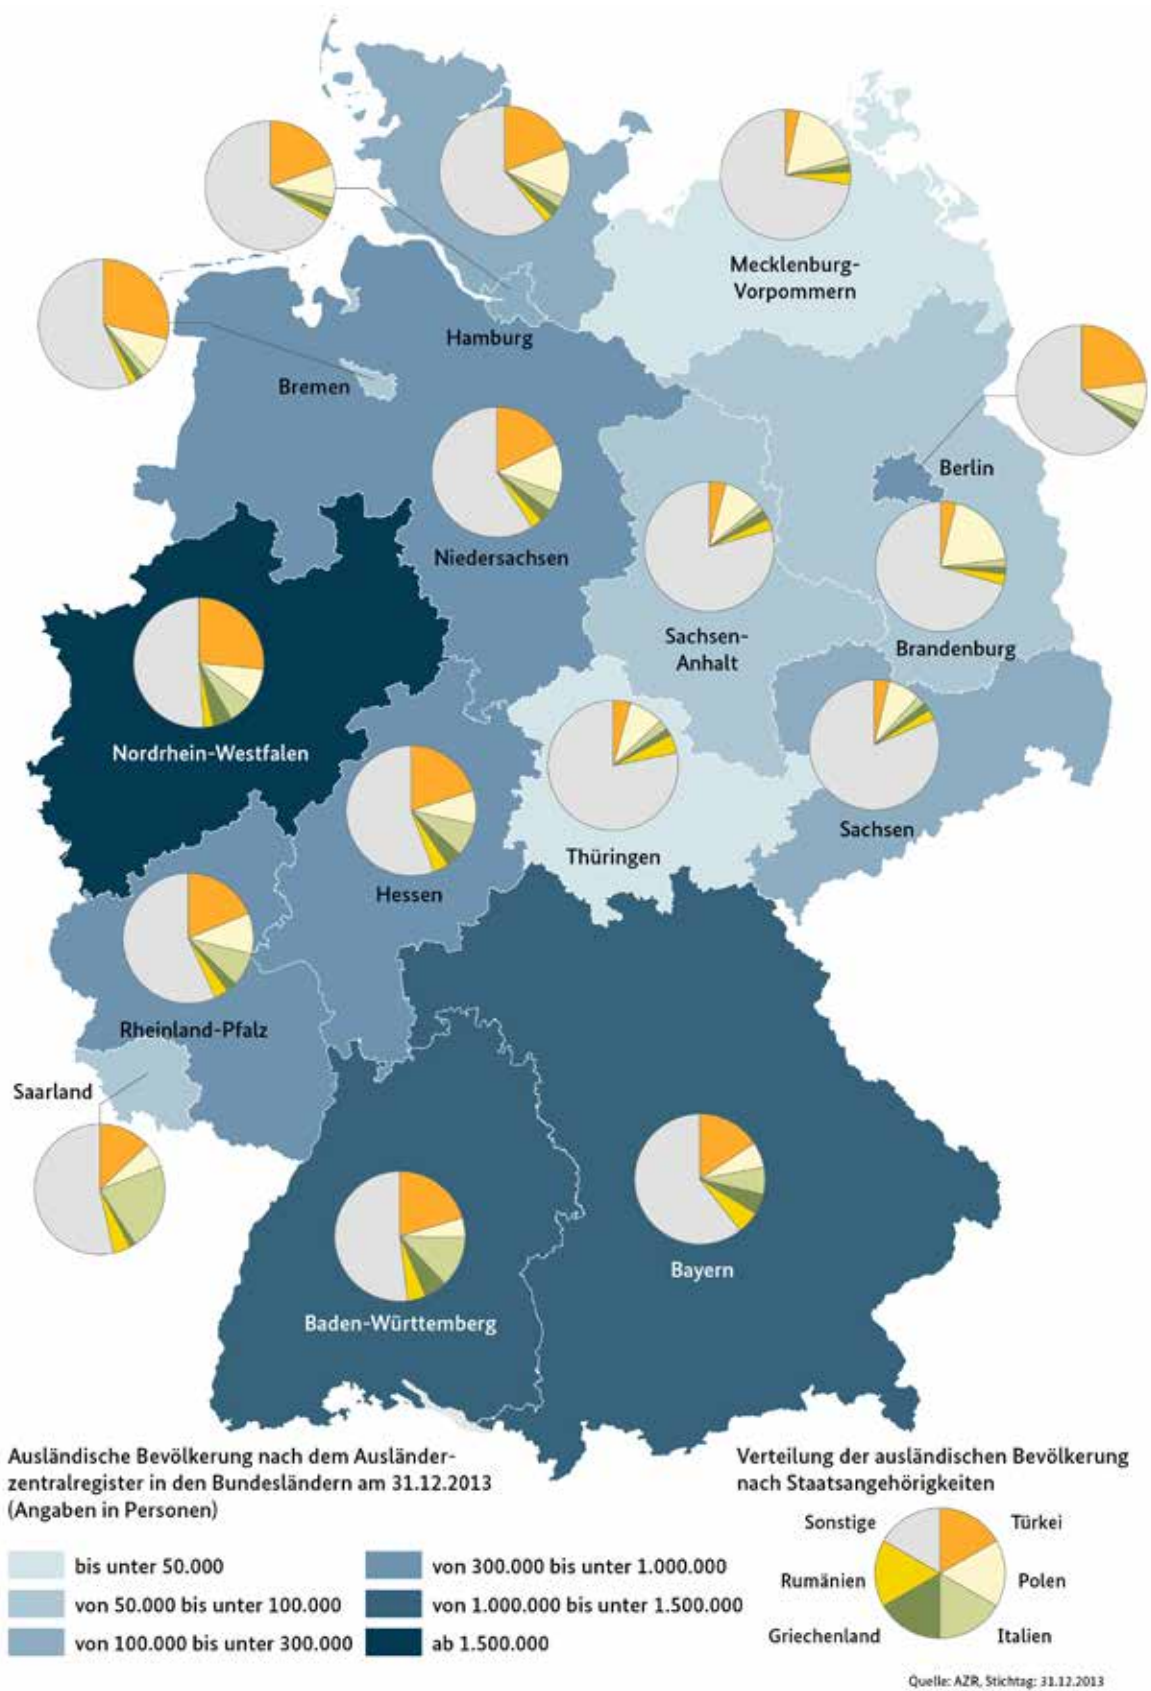 Mecklenburg-
Vorpommern
Hamburg
Bremen
Berlin
Niedersachsen
Sachsen-
Anhalt
Brandenburg
Nordrhein-Westfalen
Sachsen
Thüringen
Hessen
Rheinland-Pfalz
Saarland
Bayern
Baden-Württemberg
Ausländische Bevölkerung nach dem Auslände­r-
zentralregister in den Bundesländern am 31.12.2013
(Angaben in Personen)
bis unter 50.000
von 50.000 bis unter 100.000
von 100.000 bis unter 300.000
von 300.000 bis unter 1.000.000
von 1.000.000 bis unter 1.500.000
ab 1.500.000
Verteilung der ausländischen Bevölkerung
nach Staatsangehörigkeiten
Sonstige
Türkei
Rumänien
Polen
Griechenland
Italien
Quelle: AZR, Stichtag: 31.12.2013